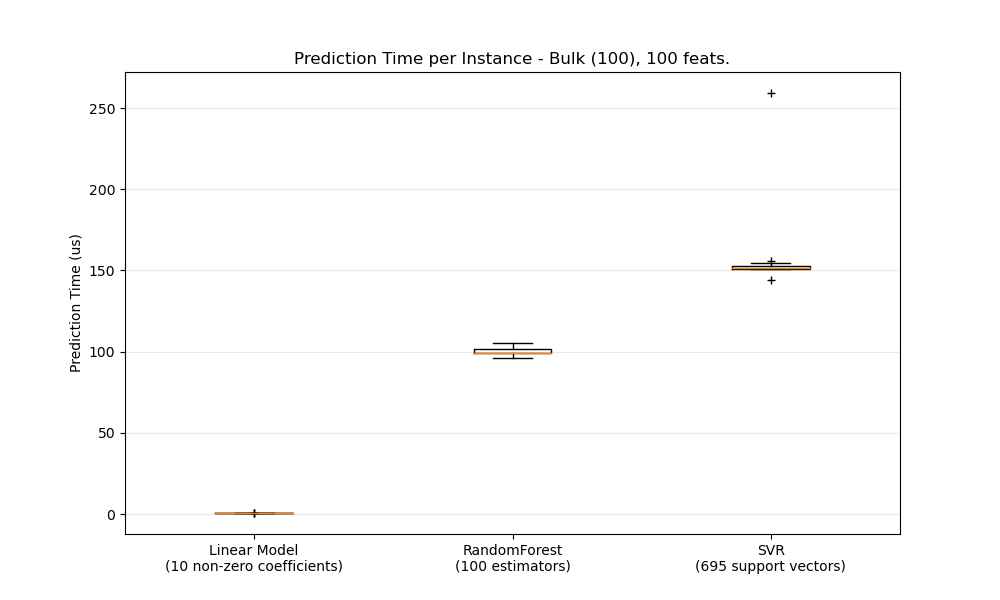 Prediction Time per Instance - Bulk (100), 100 feats.
Prediction Time (us)
250
200
150
100
50
0
Linear Model
(10 non-zero coefficients)
RandomForest
(100 estimators)
SVR
(695 support vectors)